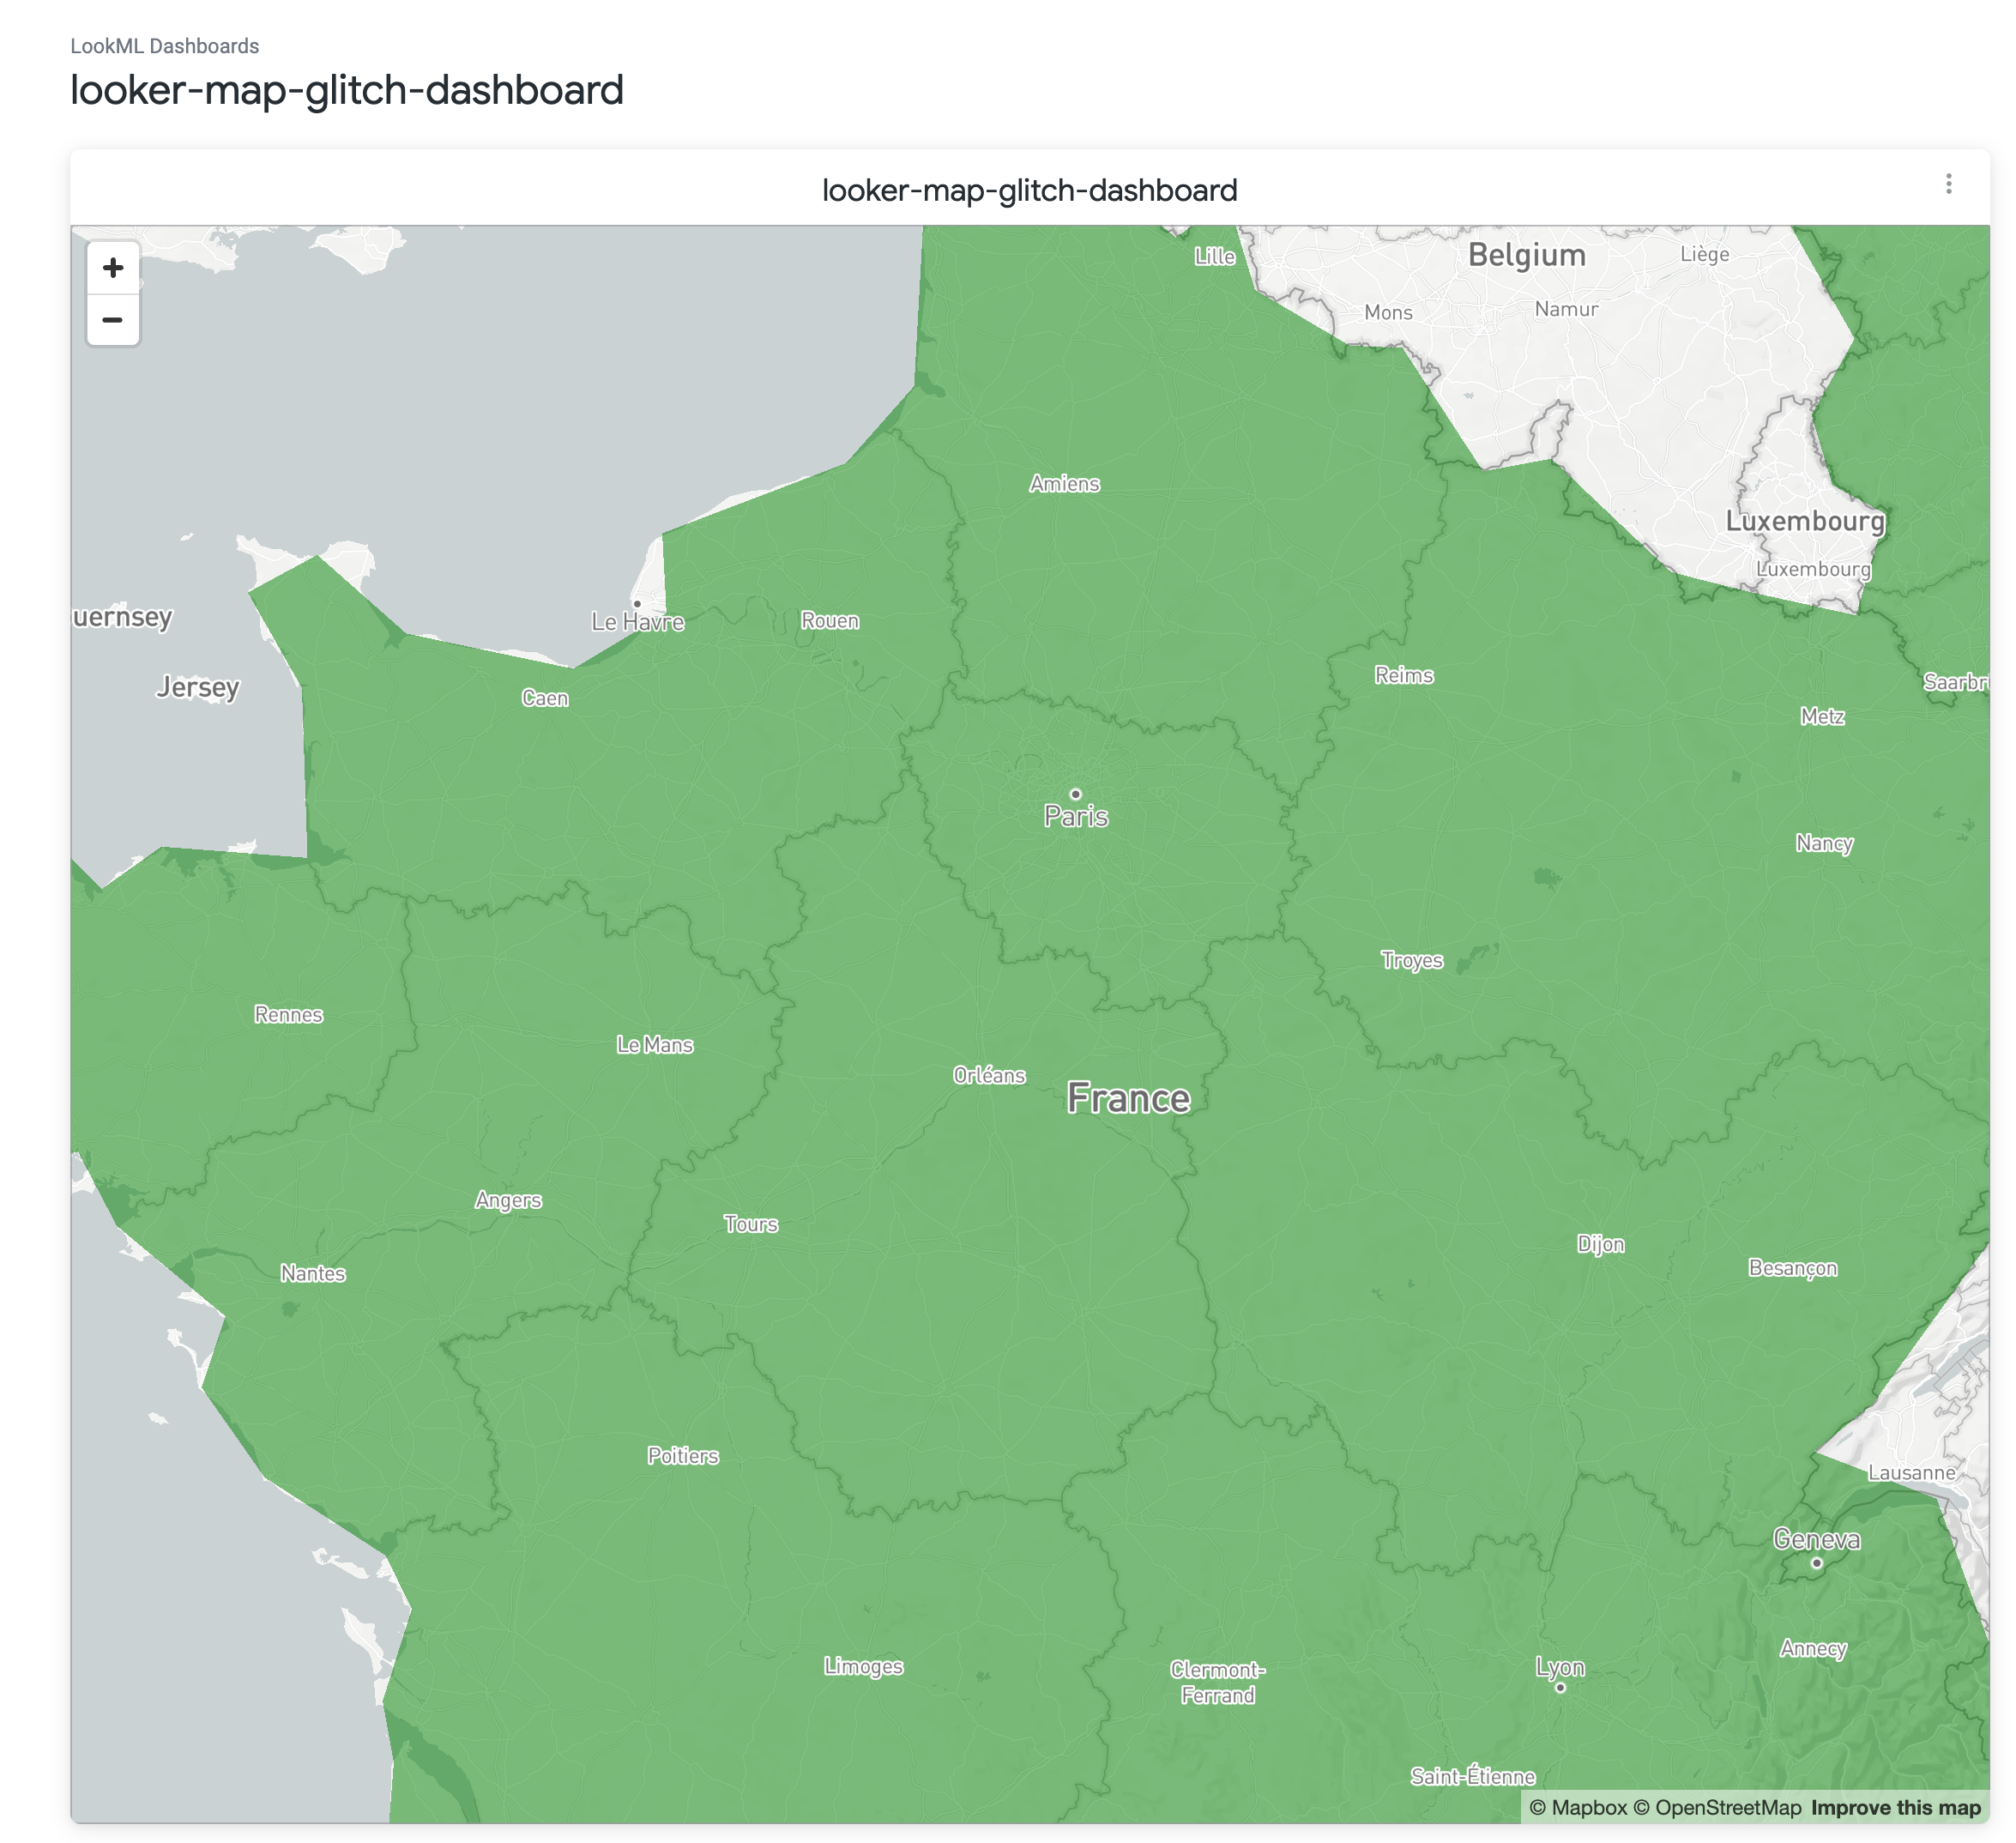 LookML Dashboards
looker-map-glitch-dashboard
looker-map-glitch-dashboard
+
−
Lille
Belgium
Liège
Mons
Namur
Amiens
Luxembourg
Luxembourg
uernsey
Le Havre
Rouen
Jersey
Caen
Reims
Saarbr
Metz
Paris
Nancy
Troyes
Rennes
Le Mans
Orléans
France
Angers
Tours
Dijon
Nantes
Besançon
Poitiers
Lausanne
Geneva
Annecy
Limoges
Clermont-
Ferrand
Lyon
Saint-Étienne
© Mapbox © OpenStreetMap Improve this map